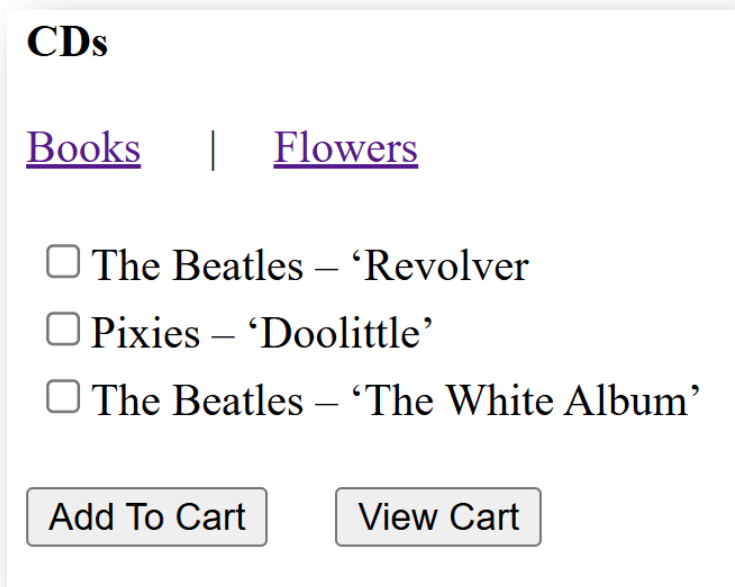 CDs
Books | Flowers
The Beatles – ‘Revolver
Pixies – ‘Doolittle’
The Beatles – ‘The White Album’
Add To Cart View Cart